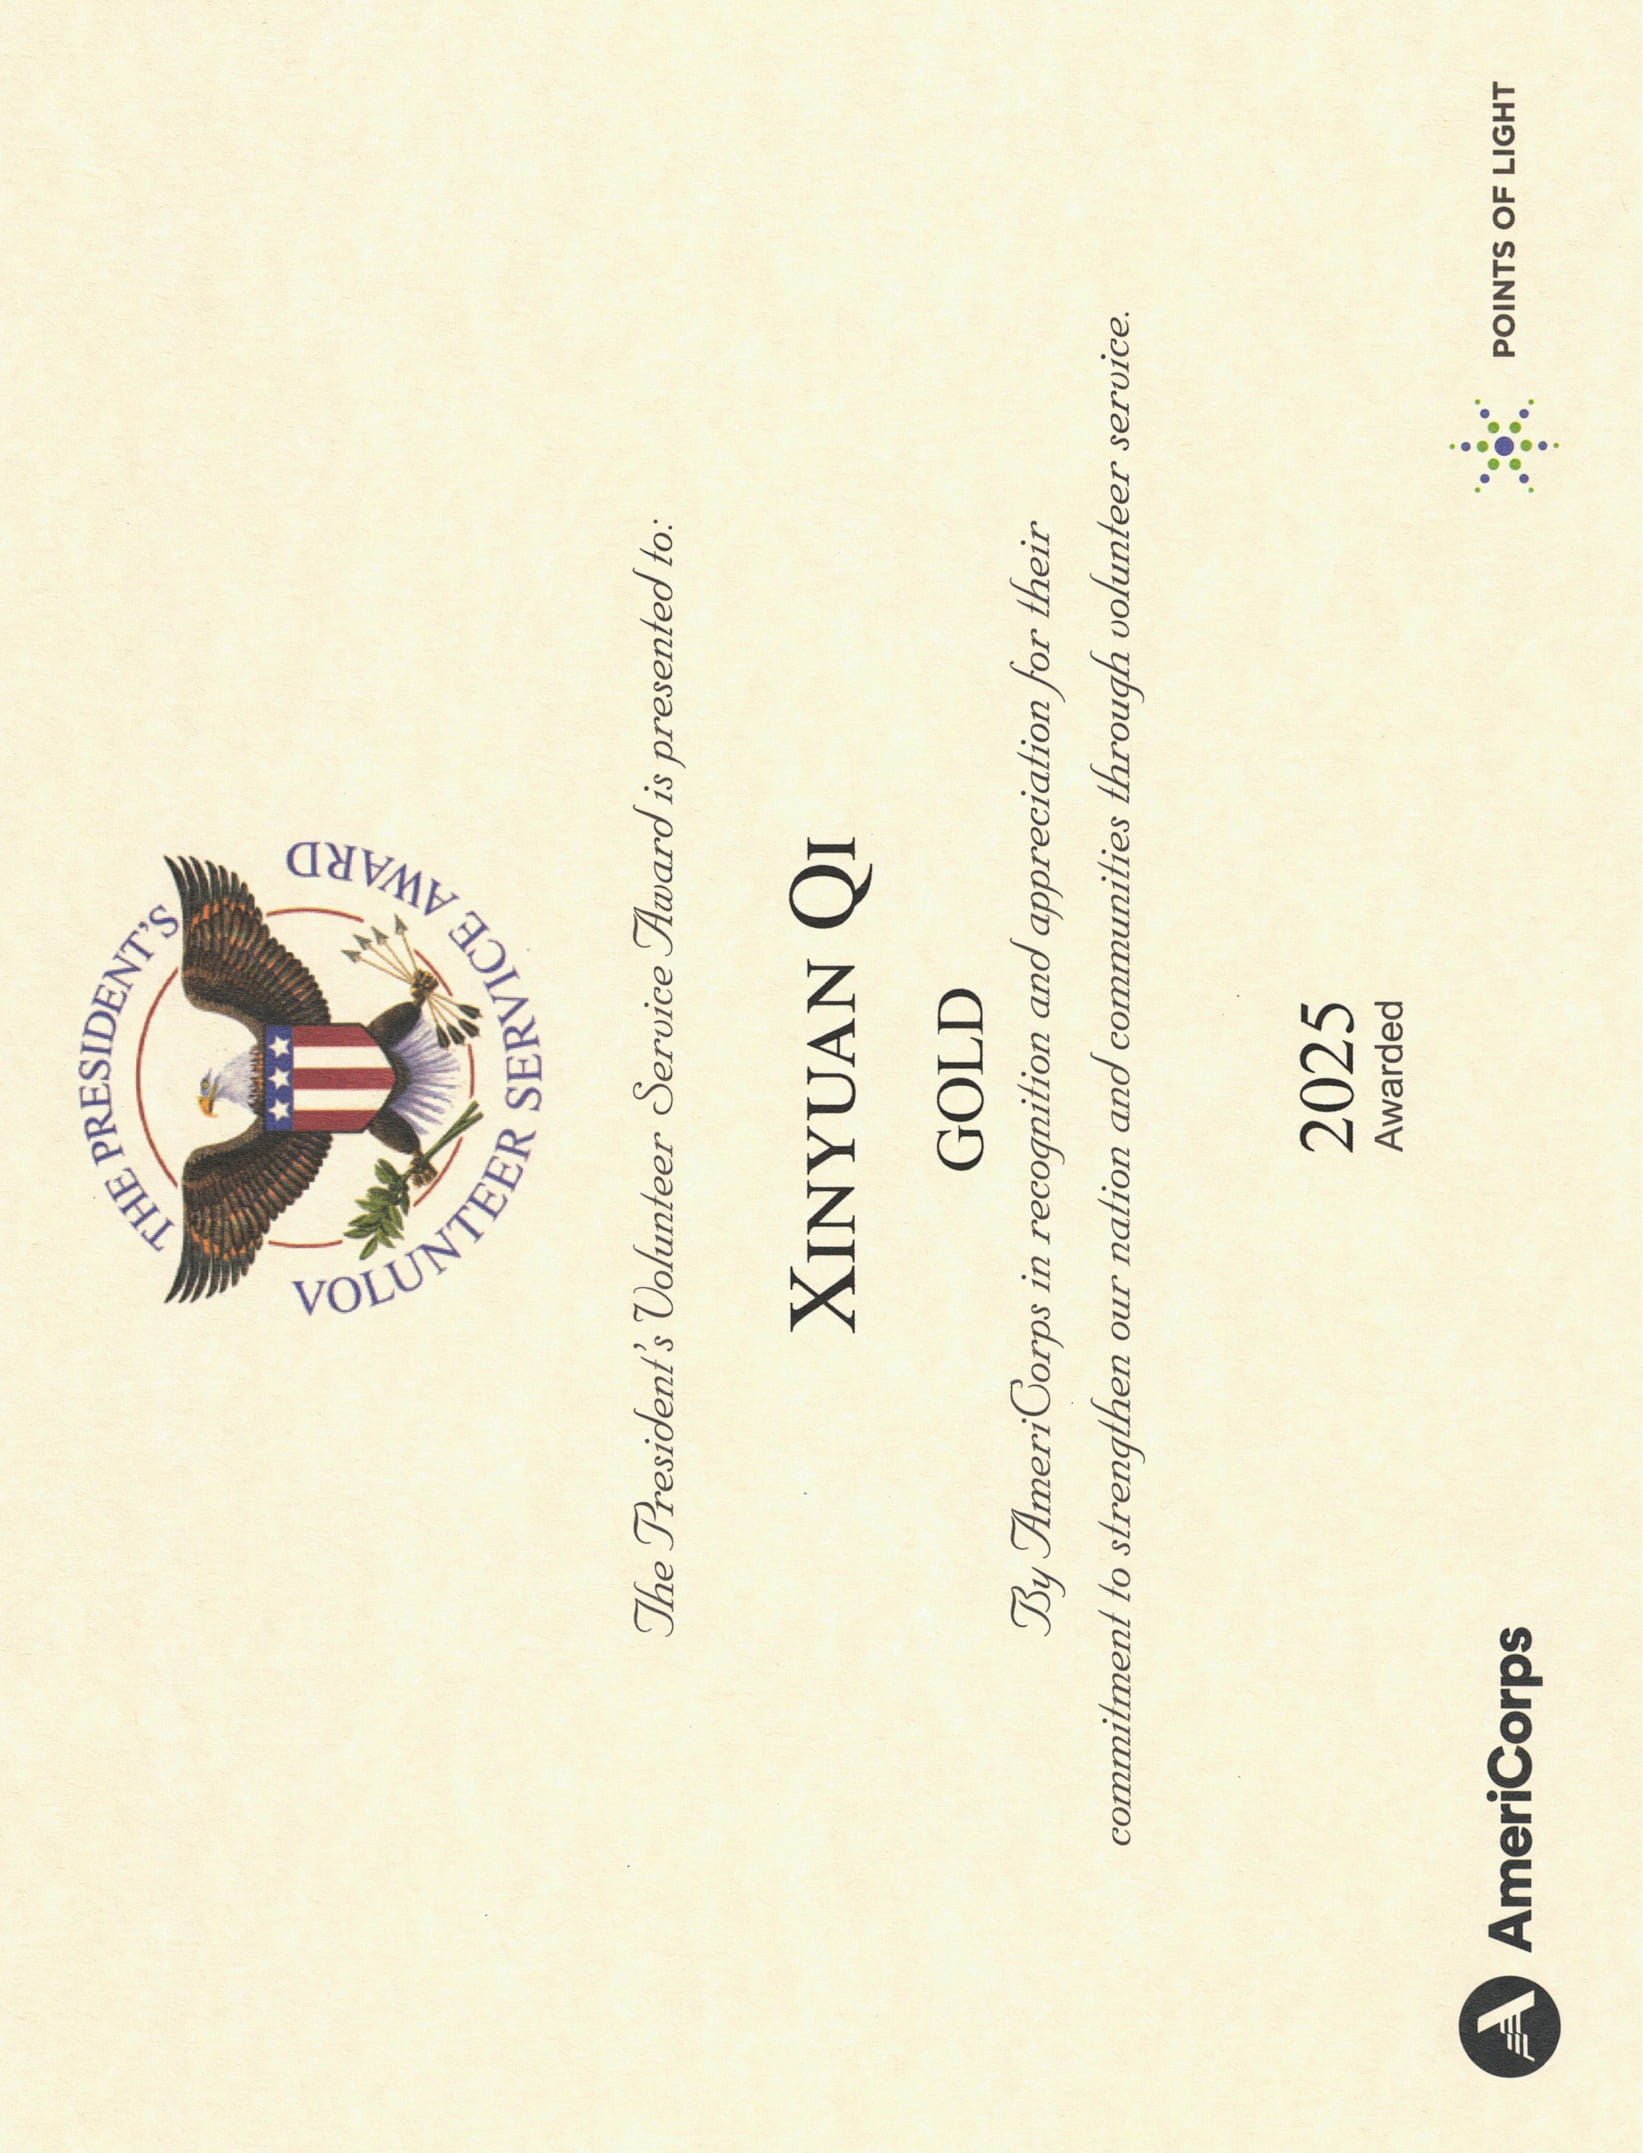 THE PRESIDENT'S
VOLUNTEER SERVICE AWARD
The President's Volunteer Service Award is presented to:
XINYUAN QI
GOLD
By AmeriCorps in recognition and appreciation for their
commitment to strengthen our nation and communities through volunteer service.
2025
Awarded
AmeriCorps
POINTS OF LIGHT